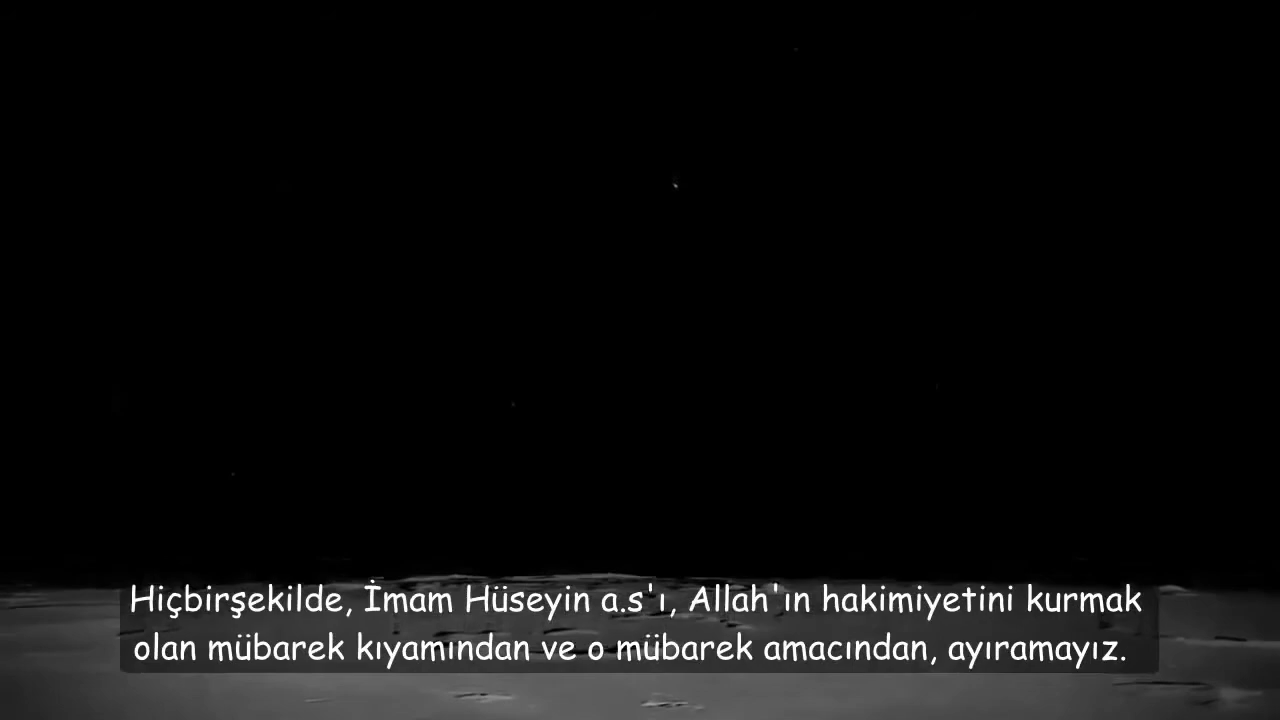 Hiçbirşekilde, İmam Hüseyin a.s'ı, Allah'ın hakimiyetini kurmak
olan mübarek kıyamından ve o mübarek amacından, ayıramayız.